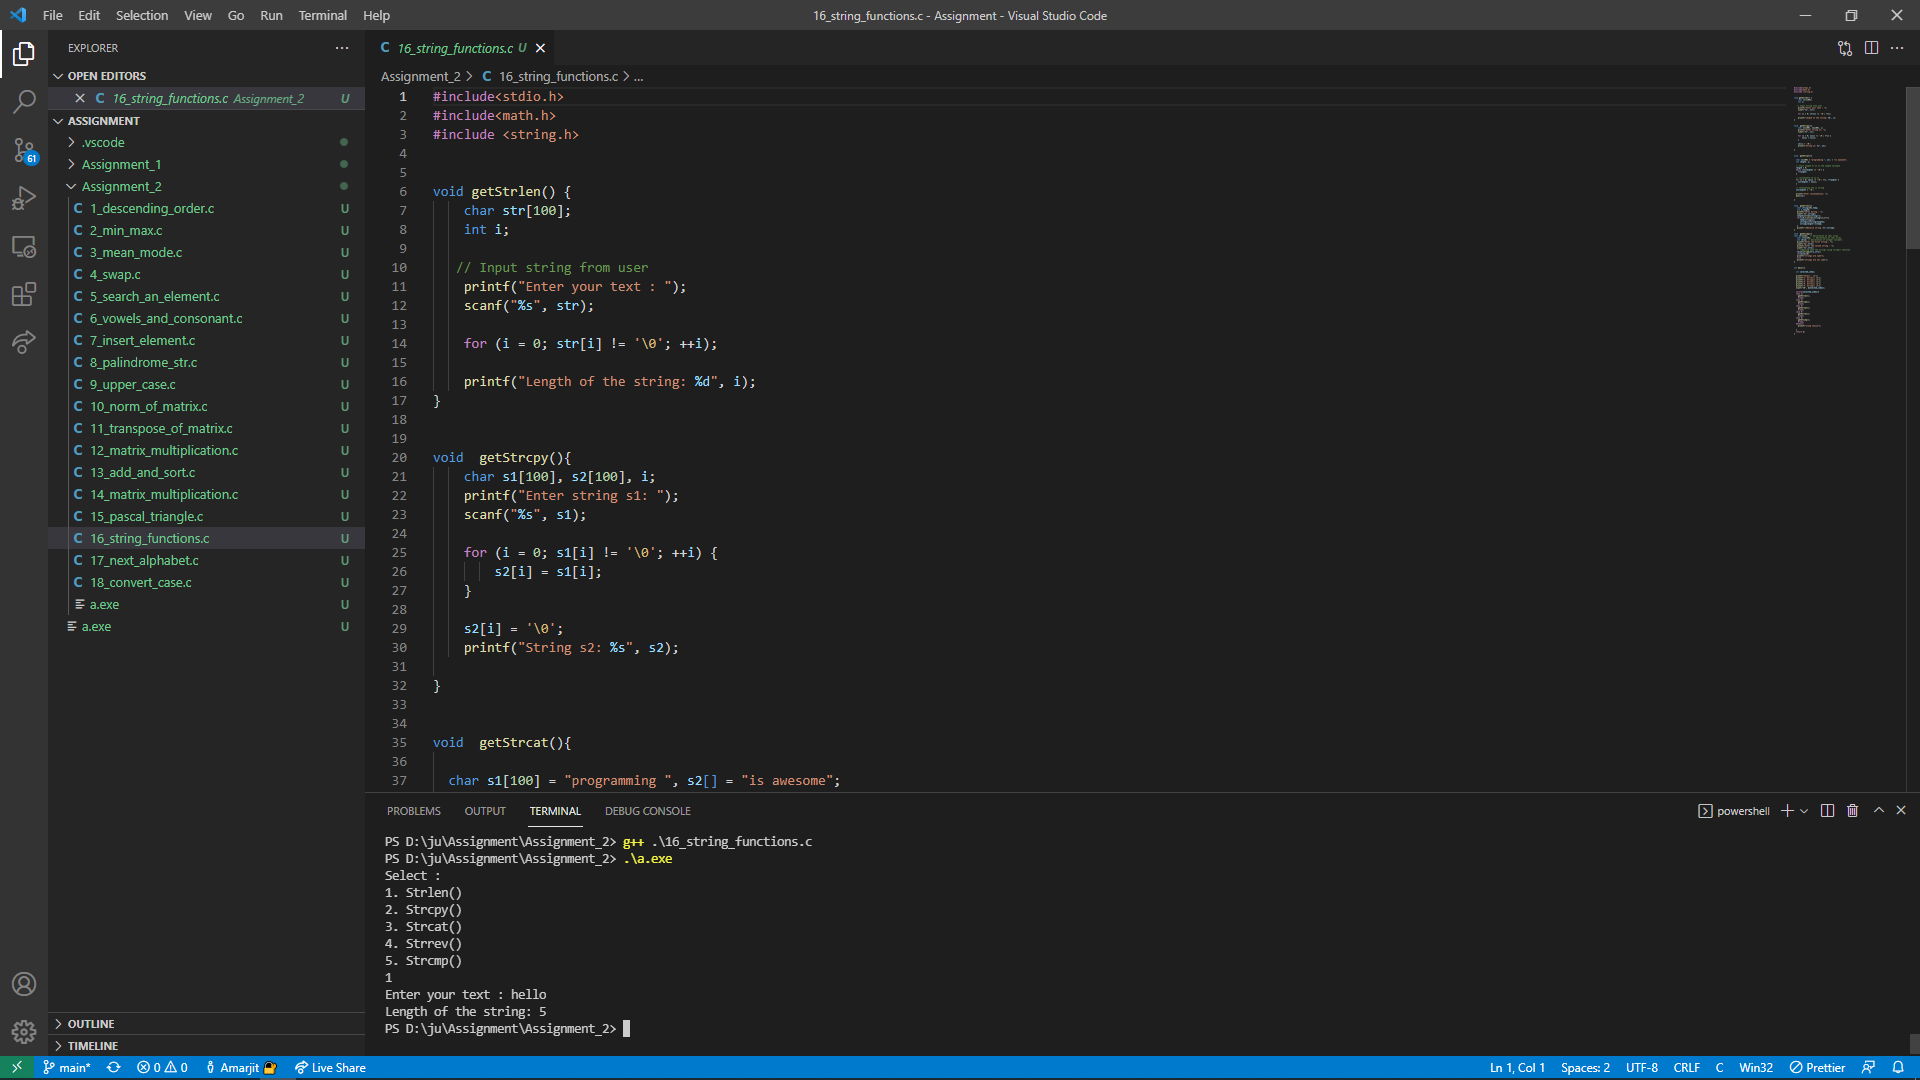 File Edit Selection View Go Run Terminal Help
16_string_functions.c - Assignment - Visual Studio Code
EXPLORER
OPEN EDITORS
16_string_functions.c Assignment_2 U
ASSIGNMENT
.vscode
Assignment_1
Assignment_2
C 1_descending_order.c U
C 2_min_max.c U
C 3_mean_mode.c U
C 4_swap.c U
C 5_search_an_element.c U
C 6_vowels_and_consonant.c U
C 7_insert_element.c U
C 8_palindrome_str.c U
C 9_upper_case.c U
C 10_norm_of_matrix.c U
C 11_transpose_of_matrix.c U
C 12_matrix_multiplication.c U
C 13_add_and_sort.c U
C 14_matrix_multiplication.c U
C 15_pascal_triangle.c U
C 16_string_functions.c U
C 17_next_alphabet.c U
C 18_convert_case.c U
a.exe U
a.exe U
OUTLINE
TIMELINE
61
C 16_string_functions.c U
Assignment_2 > C 16_string_functions.c > ...
1 #include<stdio.h>
2 #include<math.h>
3 #include <string.h>
4
5
6 void getStrlen() {
7 char str[100];
8 int i;
9
10 // Input string from user
11 printf("Enter your text : ");
12 scanf("%s", str);
13
14 for (i = 0; str[i] != '\0'; ++i);
15
16 printf("Length of the string: %d", i);
17 }
18
19
20 void  getStrcpy(){
21 char s1[100], s2[100], i;
22 printf("Enter string s1: ");
23 scanf("%s", s1);
24
25 for (i = 0; s1[i] != '\0'; ++i) {
26 s2[i] = s1[i];
27 }
28
29 s2[i] = '\0';
30 printf("String s2: %s", s2);
31
32 }
33
34
35 void  getStrcat(){
36
37 char s1[100] = "programming ", s2[] = "is awesome";
PROBLEMS OUTPUT TERMINAL DEBUG CONSOLE
powershell
PS D:\ju\Assignment\Assignment_2> g++ .\16_string_functions.c
PS D:\ju\Assignment\Assignment_2> .\a.exe
Select :
1. Strlen()
2. Strcpy()
3. Strcat()
4. Strrev()
5. Strcmp()
1
Enter your text : hello
Length of the string: 5
PS D:\ju\Assignment\Assignment_2>
main* 0 0 Amarjit Live Share
Ln 1, Col 1 Spaces: 2 UTF-8 CRLF C Win32 Prettier